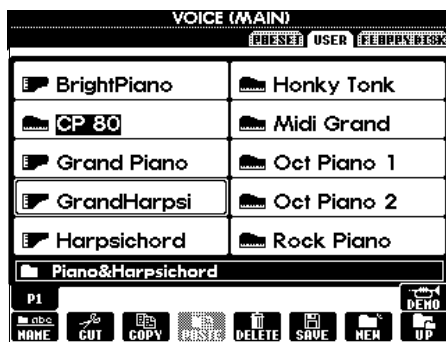 VOICE (MAIN)
PRESET USER FLOPPY DISK
BrightPiano
CP 80
Grand Piano
GrandHarpsi
Harpsichord
Honky Tonk
Midi Grand
Oct Piano 1
Oct Piano 2
Rock Piano
Piano&Harpsichord
P1
DEMO
abc
NAME CUT COPY PASTE DELETE SAVE NEW UP